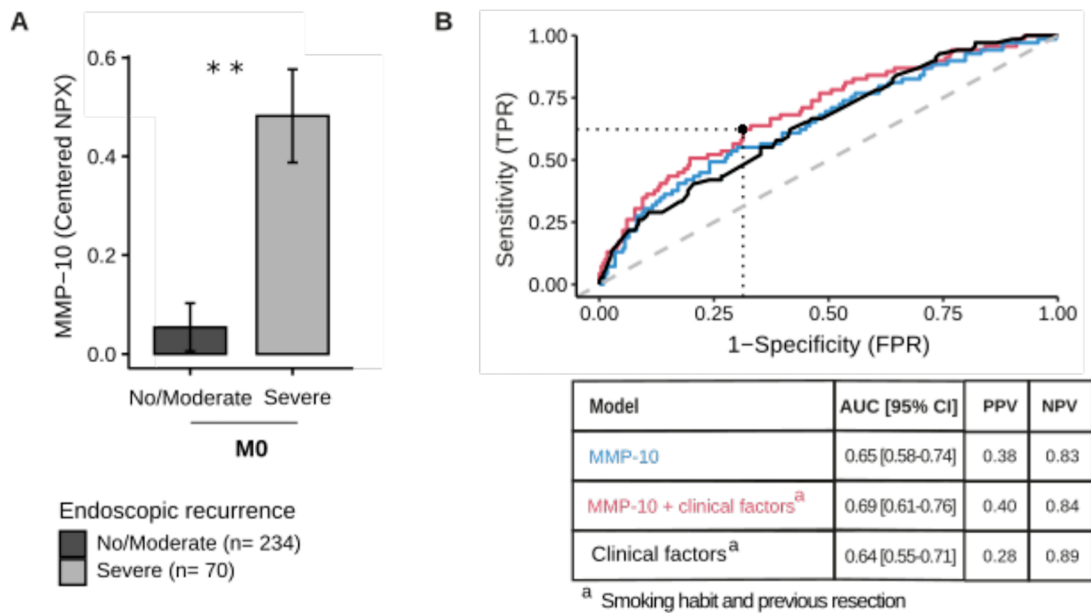 A
MMP−10 (Centered NPX)
0.6
0.4
0.2
0.0
**
No/Moderate Severe
M0
Endoscopic recurrence
No/Moderate (n= 234)
Severe (n= 70)
B
Sensitivity (TPR)
1.00
0.75
0.50
0.25
0.00
0.00 0.25 0.50 0.75 1.00
1−Specificity (FPR)
Model AUC [95% CI] PPV NPV
MMP-10 0.65 [0.58-0.74] 0.38 0.83
MMP-10 + clinical factors a 0.69 [0.61-0.76] 0.40 0.84
Clinical factors a 0.64 [0.55-0.71] 0.28 0.89
a Smoking habit and previous resection